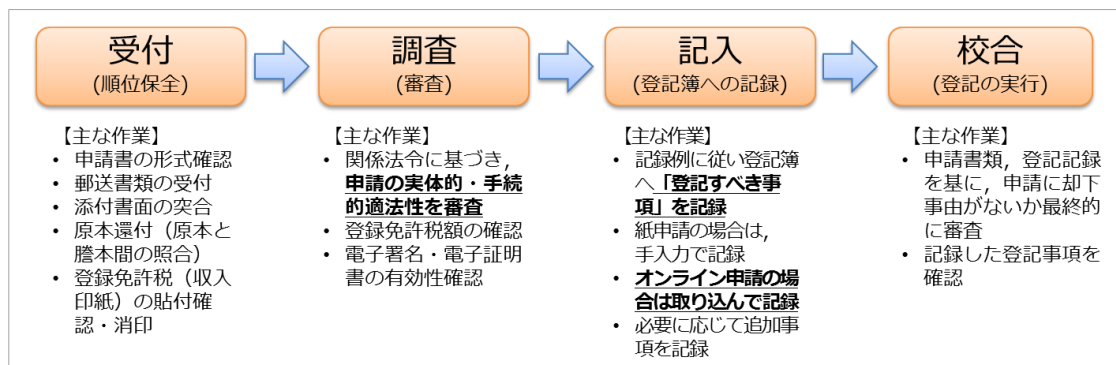 受付
(順位保全)
【主な作業】
• 申請書の形式確認
• 郵送書類の受付
• 添付書面の突合
• 原本還付（原本と
謄本間の照合）
• 登録免許税（収入
印紙）の貼付確
認・消印
調査
(審査)
【主な作業】
• 関係法令に基づき，
申請の実体的・手続
的適法性を審査
• 登録免許税額の確認
• 電子署名・電子証明
書の有効性確認
記入
(登記簿への記録)
【主な作業】
• 記録例に従い登記簿
へ「登記すべき事
項」を記録
• 紙申請の場合は，
手入力で記録
• オンライン申請の場
合は取り込んで記録
• 必要に応じて追加事
項を記録
校合
(登記の実行)
【主な作業】
• 申請書類，登記記録
を基に，申請に却下
事由がないか最終的
に審査
• 記録した登記事項を
確認